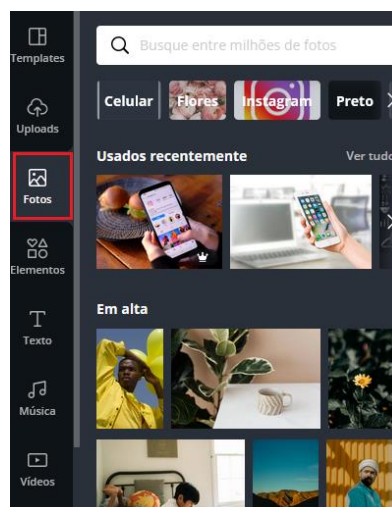 Templates
Uploads
Fotos
Elementos
Texto
Música
Vídeos
Busque entre milhões de fotos
Celular Flores Instagram Preto
Usados recentemente Ver tudo
Em alta